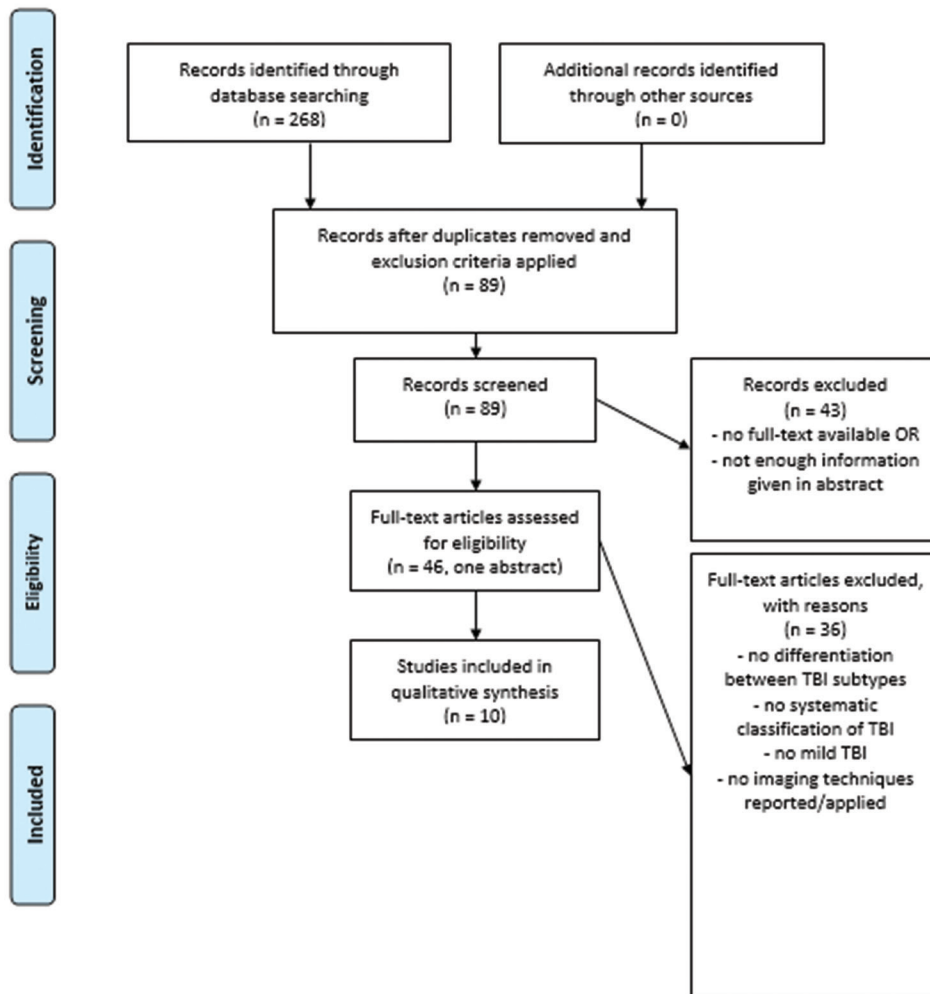 Identification
Records identified through
database searching
(n = 268)
Additional records identified
through other sources
(n = 0)
Records after duplicates removed and
exclusion criteria applied
(n = 89)
Screening
Records screened
(n = 89)
Records excluded
(n = 43)
- no full-text available OR
- not enough information
given in abstract
Eligibility
Full-text articles assessed
for eligibility
(n = 46, one abstract)
Full-text articles excluded,
with reasons
(n = 36)
- no differentiation
between TBI subtypes
- no systematic
classification of TBI
- no mild TBI
- no imaging techniques
reported/applied
Studies included in
qualitative synthesis
(n = 10)
Included